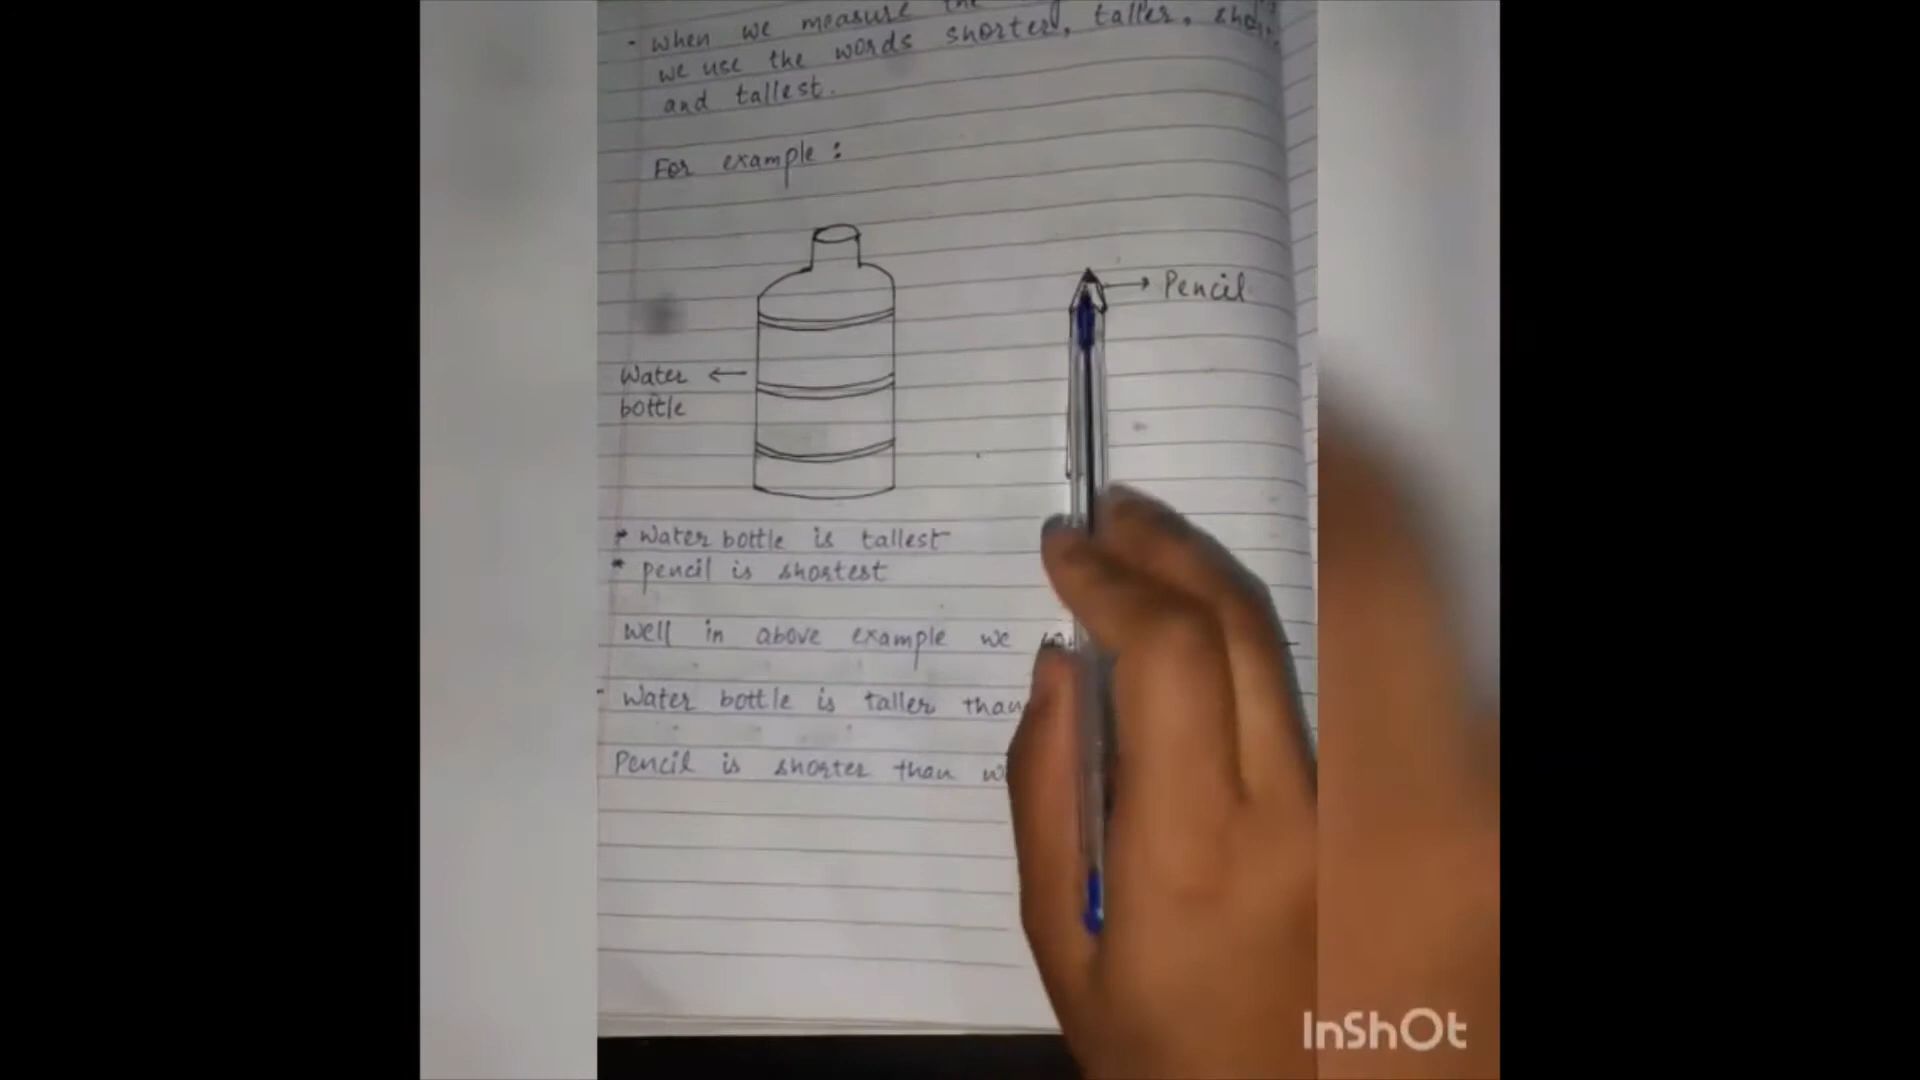 - When we measure the
we use the words shorter, taller,
and tallest.
For example :
Pencil
Water
bottle
* Water bottle is tallest
* pencil is shortest
Well in above example we
- Water bottle is taller than
Pencil is shorter than
InShOt